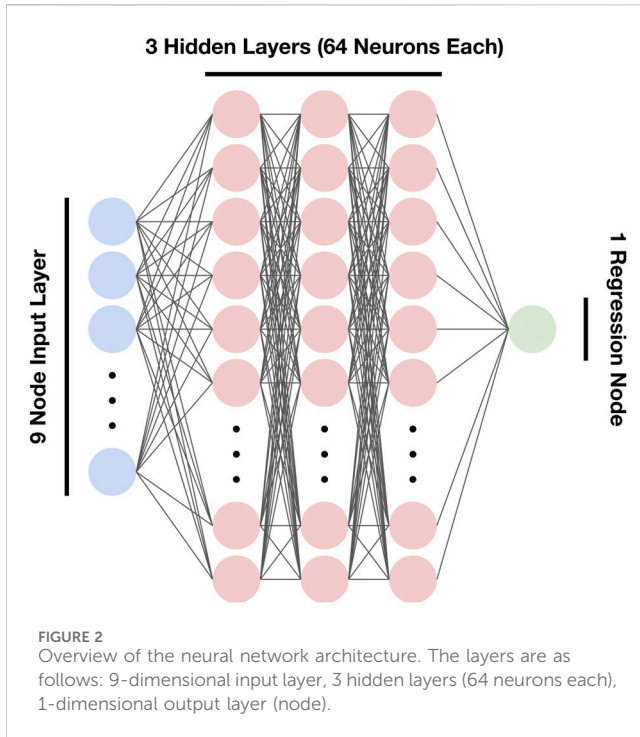 3 Hidden Layers (64 Neurons Each)
9 Node Input Layer
1 Regression Node
FIGURE 2
Overview of the neural network architecture. The layers are as
follows: 9-dimensional input layer, 3 hidden layers (64 neurons each),
1-dimensional output layer (node).